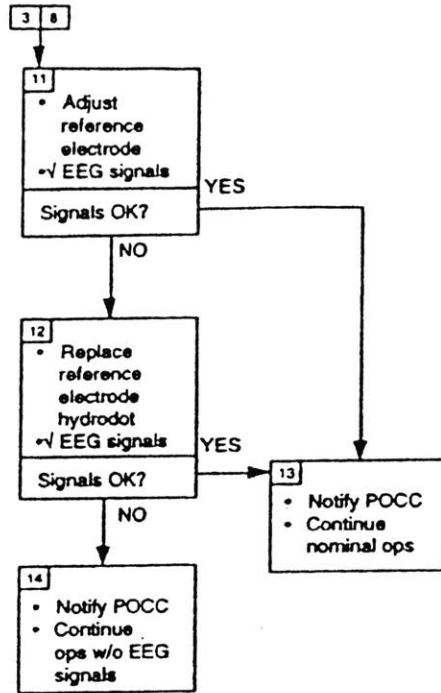 3 8
11
• Adjust
reference
electrode
•√ EEG signals
Signals OK?
YES
NO
12
• Replace
reference
electrode
hydrodot
•√ EEG signals
Signals OK?
YES
NO
13
• Notify POCC
• Continue
nominal ops
14
• Notify POCC
• Continue
ops w/o EEG
signals